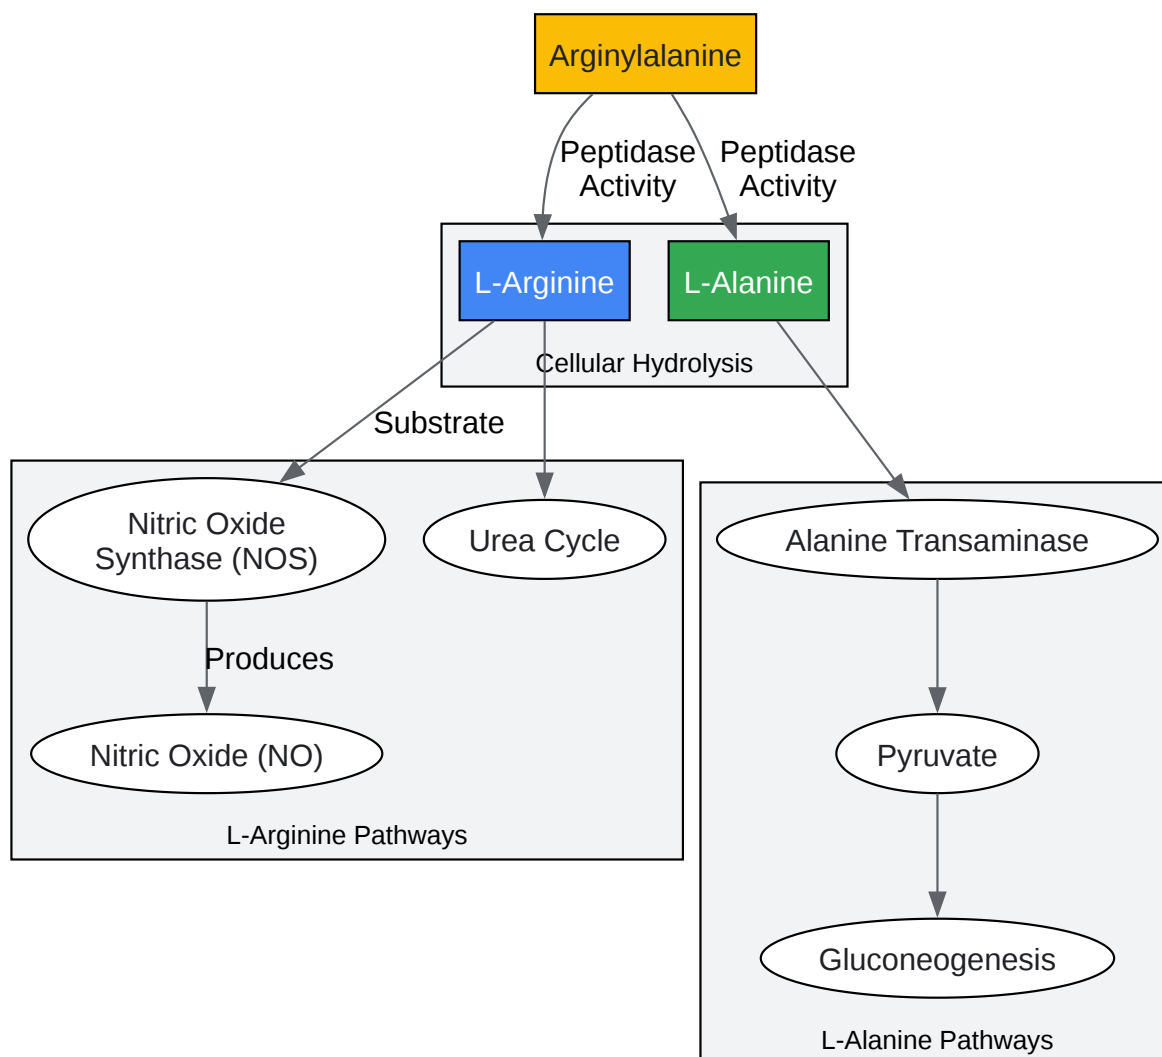 Arginylalanine
Peptidase
Activity
Peptidase
Activity
L-Arginine
L-Alanine
Cellular Hydrolysis
Substrate
Nitric Oxide
Synthase (NOS)
Urea Cycle
Alanine Transaminase
Produces
Nitric Oxide (NO)
Pyruvate
L-Arginine Pathways
Gluconeogenesis
L-Alanine Pathways